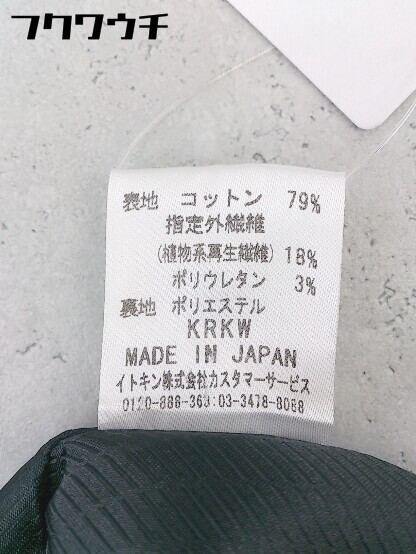 フクウウチ
表地 コットン 79%
指定外繊維
(植物系再生繊維) 18%
ポリウレタン 3%
裏地 ポリエステル
KRKW
MADE IN JAPAN
イトキン株式会社カスタマーサービス
0120-888-363:03-3478-8088